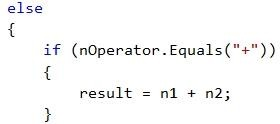 else
{
if (nOperator.Equals("+"))
{
result = n1 + n2;
}